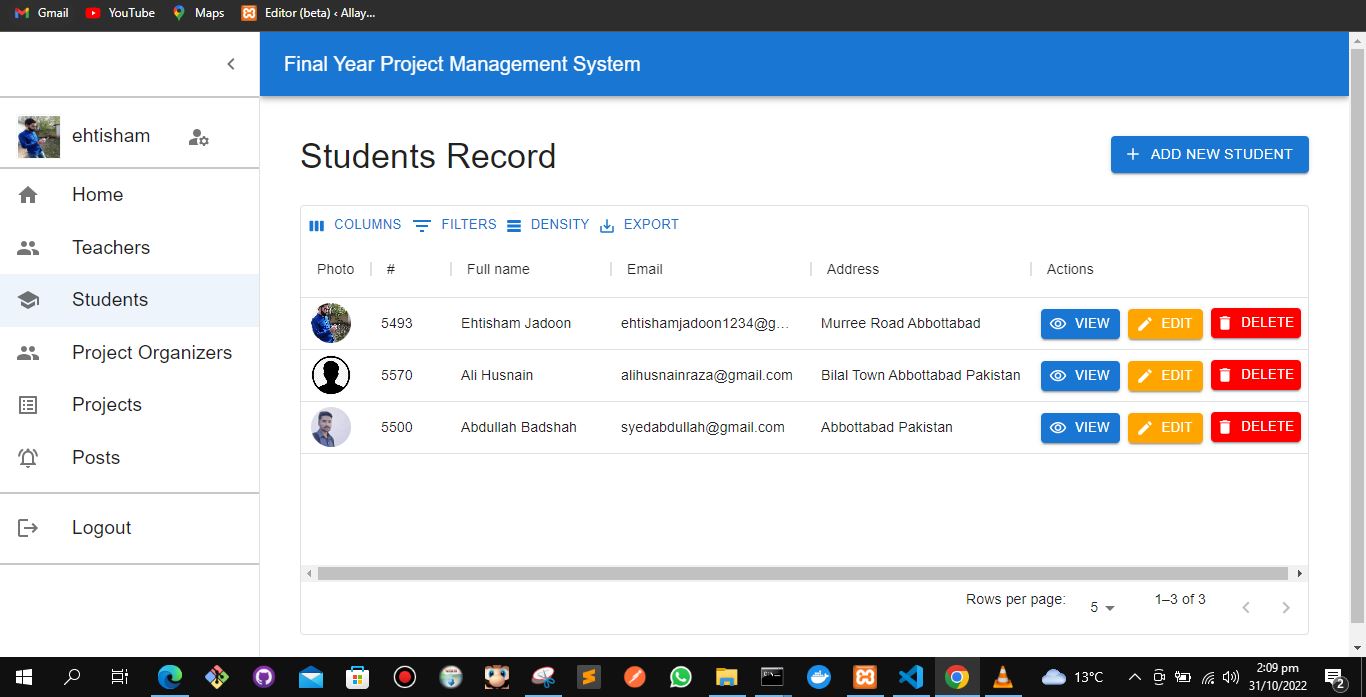 Gmail YouTube Maps Editor (beta) ‹ Allay...
Final Year Project Management System
ehtisham
Home
Teachers
Students
Project Organizers
Projects
Posts
Logout
Students Record
+ ADD NEW STUDENT
COLUMNS FILTERS DENSITY EXPORT
Photo # Full name Email Address Actions
5493 Ehtisham Jadoon ehtishamjadoon1234@g... Murree Road Abbottabad VIEW EDIT DELETE
5570 Ali Husnain alihusnainraza@gmail.com Bilal Town Abbottabad Pakistan VIEW EDIT DELETE
5500 Abdullah Badshah syedabdullah@gmail.com Abbottabad Pakistan VIEW EDIT DELETE
Rows per page: 5 1–3 of 3
13°C
2:09 pm
31/10/2022
2